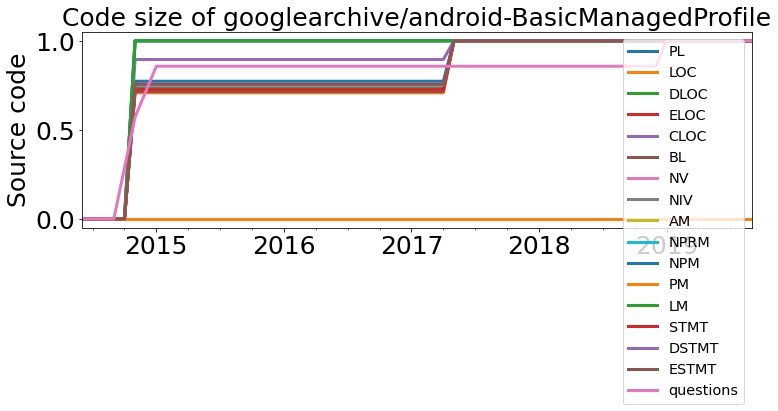 Code size of googlearchive/android-BasicManagedProfile
Source code
1.0
0.5
0.0
2015
2016
2017
2018
2019
PL
LOC
DLOC
ELOC
CLOC
BL
NV
NIV
AM
NPRM
NPM
PM
LM
STMT
DSTMT
ESTMT
questions